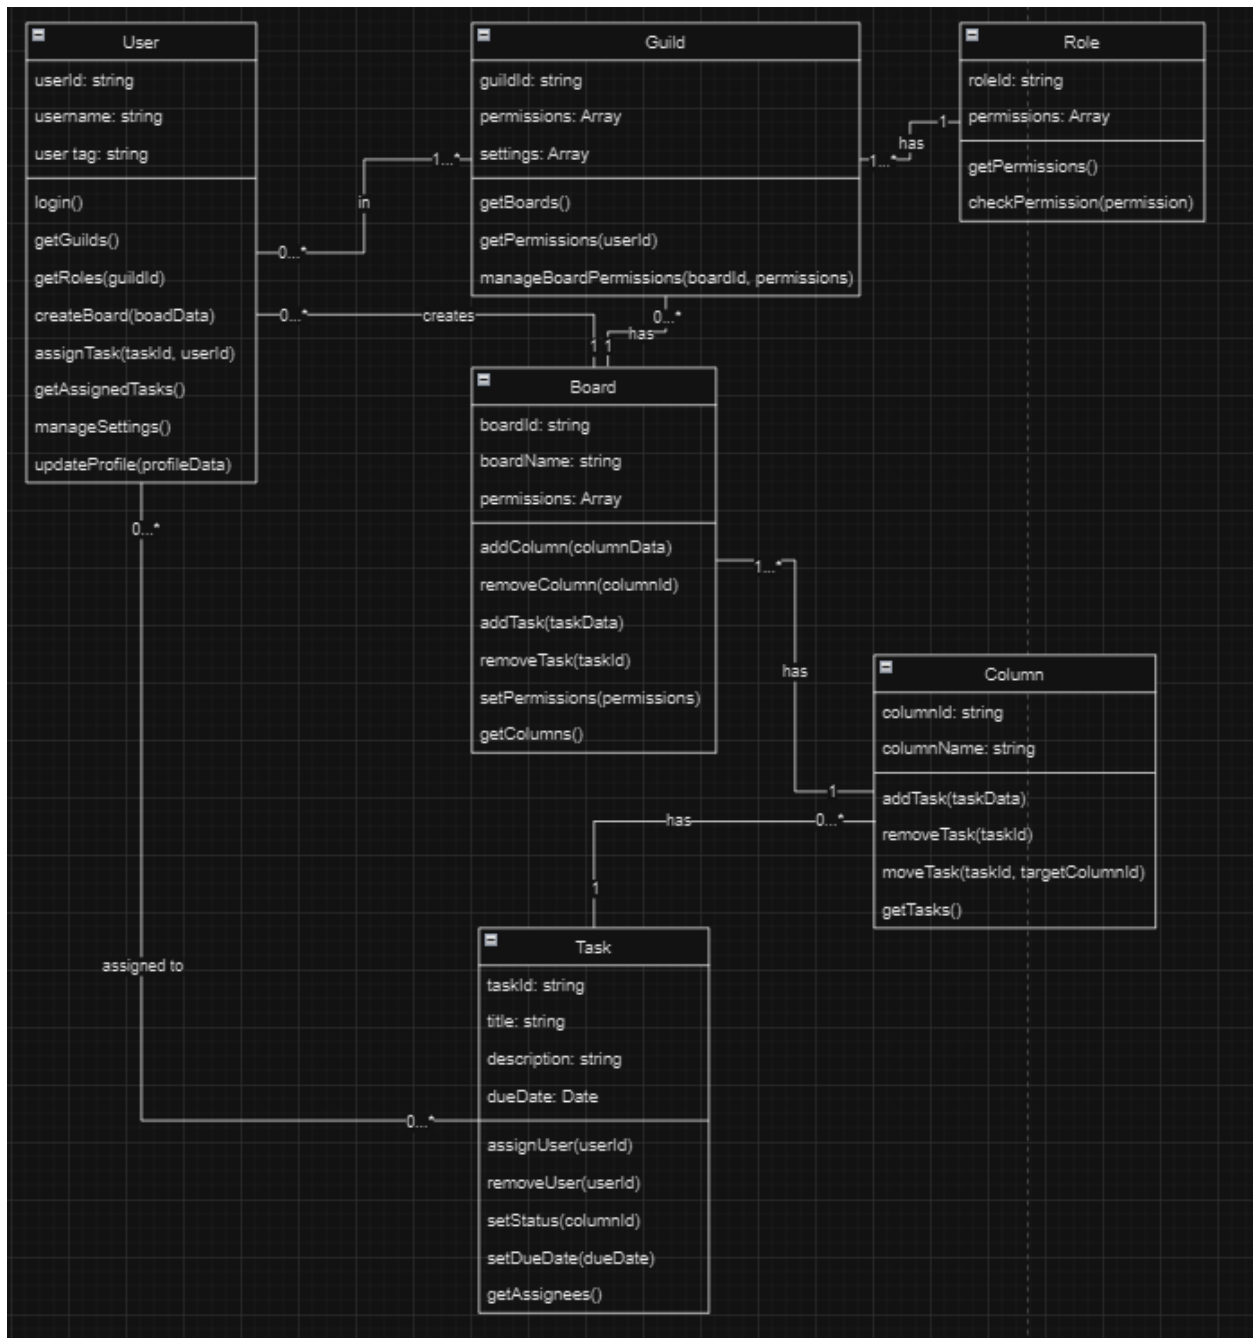 User
userId: string
username: string
user tag: string
login()
getGuilds()
getRoles(guildId)
createBoard(boadData)
assignTask(taskId, userId)
getAssignedTasks()
manageSettings()
updateProfile(profileData)
Guild
guildId: string
permissions: Array
settings: Array
getBoards()
getPermissions(userId)
manageBoardPermissions(boardId, permissions)
Role
roleId: string
permissions: Array
getPermissions()
checkPermission(permission)
1...*
in
0...*
1...*
has
1
0...*
creates
1
0...*
has
1
Board
boardId: string
boardName: string
permissions: Array
addColumn(columnData)
removeColumn(columnId)
addTask(taskData)
removeTask(taskId)
setPermissions(permissions)
getColumns()
1...*
has
1
Column
columnId: string
columnName: string
addTask(taskData)
removeTask(taskId)
moveTask(taskId, targetColumnId)
getTasks()
has
0...*
1
0...*
assigned to
0...*
Task
taskId: string
title: string
description: string
dueDate: Date
assignUser(userId)
removeUser(userId)
setStatus(columnId)
setDueDate(dueDate)
getAssignees()